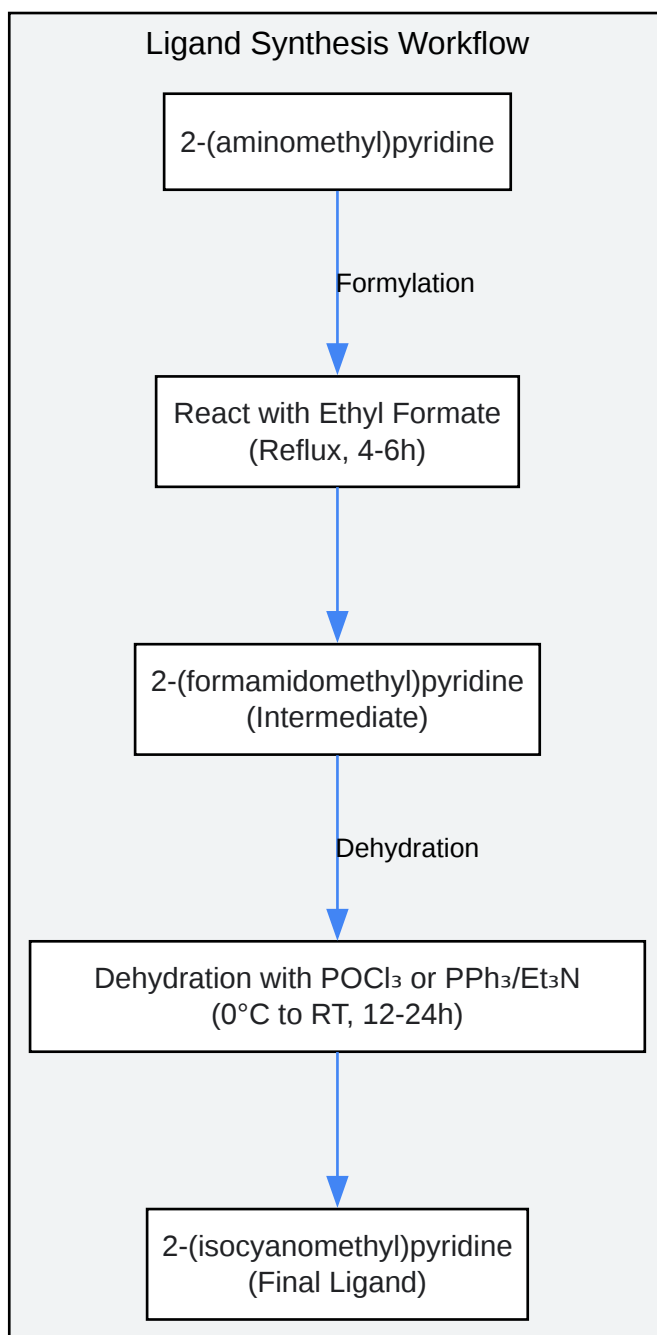 Ligand Synthesis Workflow
2-(aminomethyl)pyridine
Formylation
React with Ethyl Formate
(Reflux, 4-6h)
2-(formamidomethyl)pyridine
(Intermediate)
Dehydration
Dehydration with POCl₃ or PPh₃/Et₃N
(0°C to RT, 12-24h)
2-(isocyanomethyl)pyridine
(Final Ligand)